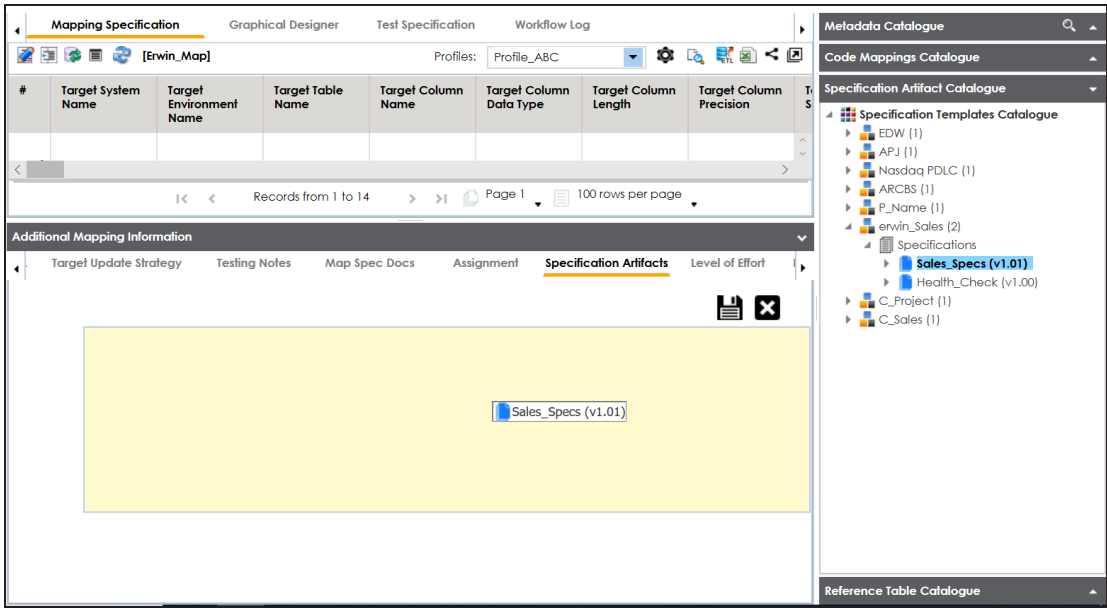 Mapping Specification
Graphical Designer
Test Specification
Workflow Log
[Erwin_Map]
Profiles:
Profile_ABC
ETL
#
Target System Name
Target Environment Name
Target Table Name
Target Column Name
Target Column Data Type
Target Column Length
Target Column Precision
Records from 1 to 14
Page 1
100 rows per page
Additional Mapping Information
Target Update Strategy
Testing Notes
Map Spec Docs
Assignment
Specification Artifacts
Level of Effort
Sales_Specs (v1.01)
Metadata Catalogue
Code Mappings Catalogue
Specification Artifact Catalogue
Specification Templates Catalogue
EDW (1)
APJ (1)
Nasdaq PDLC (1)
ARCBS (1)
P_Name (1)
erwin_Sales (2)
Specifications
Sales_Specs (v1.01)
Health_Check (v1.00)
C_Project (1)
C_Sales (1)
Reference Table Catalogue